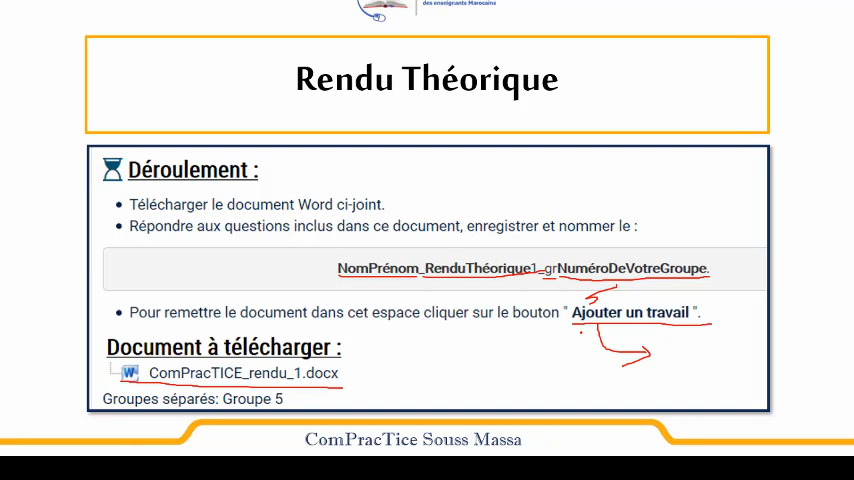 des enseignants Marocains
Rendu Théorique
Déroulement :
Télécharger le document Word ci-joint.
Répondre aux questions inclus dans ce document, enregistrer et nommer le :
NomPrénom_RenduThéorique1_grNuméroDeVotreGroupe.
Pour remettre le document dans cet espace cliquer sur le bouton " Ajouter un travail ".
Document à télécharger :
ComPracTICE_rendu_1.docx
Groupes séparés: Groupe 5
ComPracTice Souss Massa